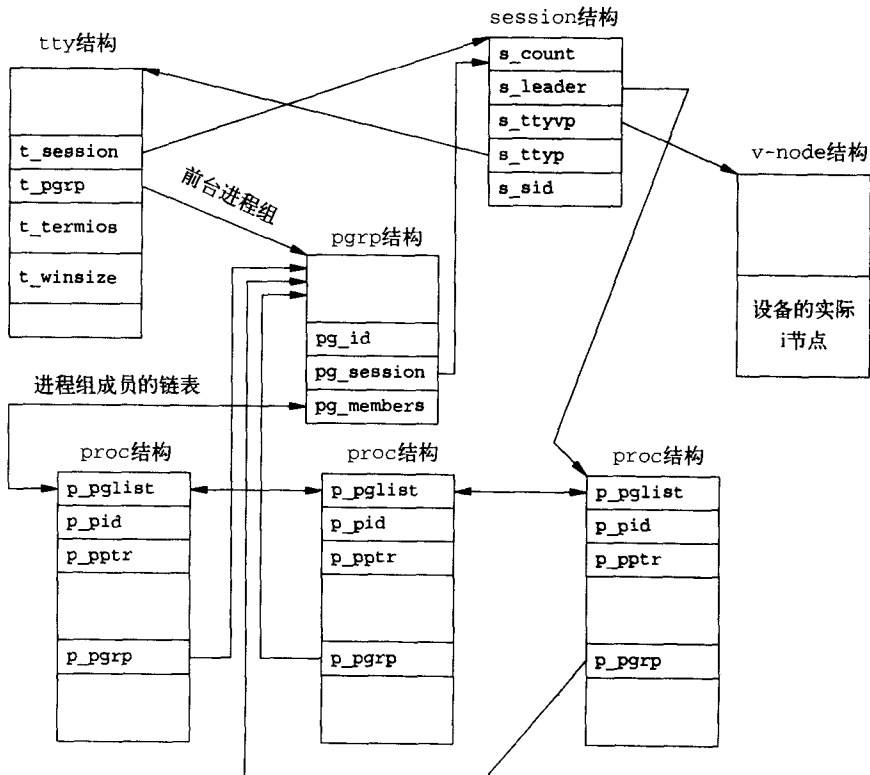 session结构
tty结构
s_count
s_leader
s_ttyvp
s_ttyp
s_sid
t_session
t_pgrp
t_termios
t_winsize
前台进程组
v-node结构
设备的实际
i节点
pgrp结构
pg_id
pg_session
pg_members
进程组成员的链表
proc结构
p_pglist
p_pid
p_pptr
p_pgrp
proc结构
p_pglist
p_pid
p_pptr
p_pgrp
proc结构
p_pglist
p_pid
p_pptr
p_pgrp